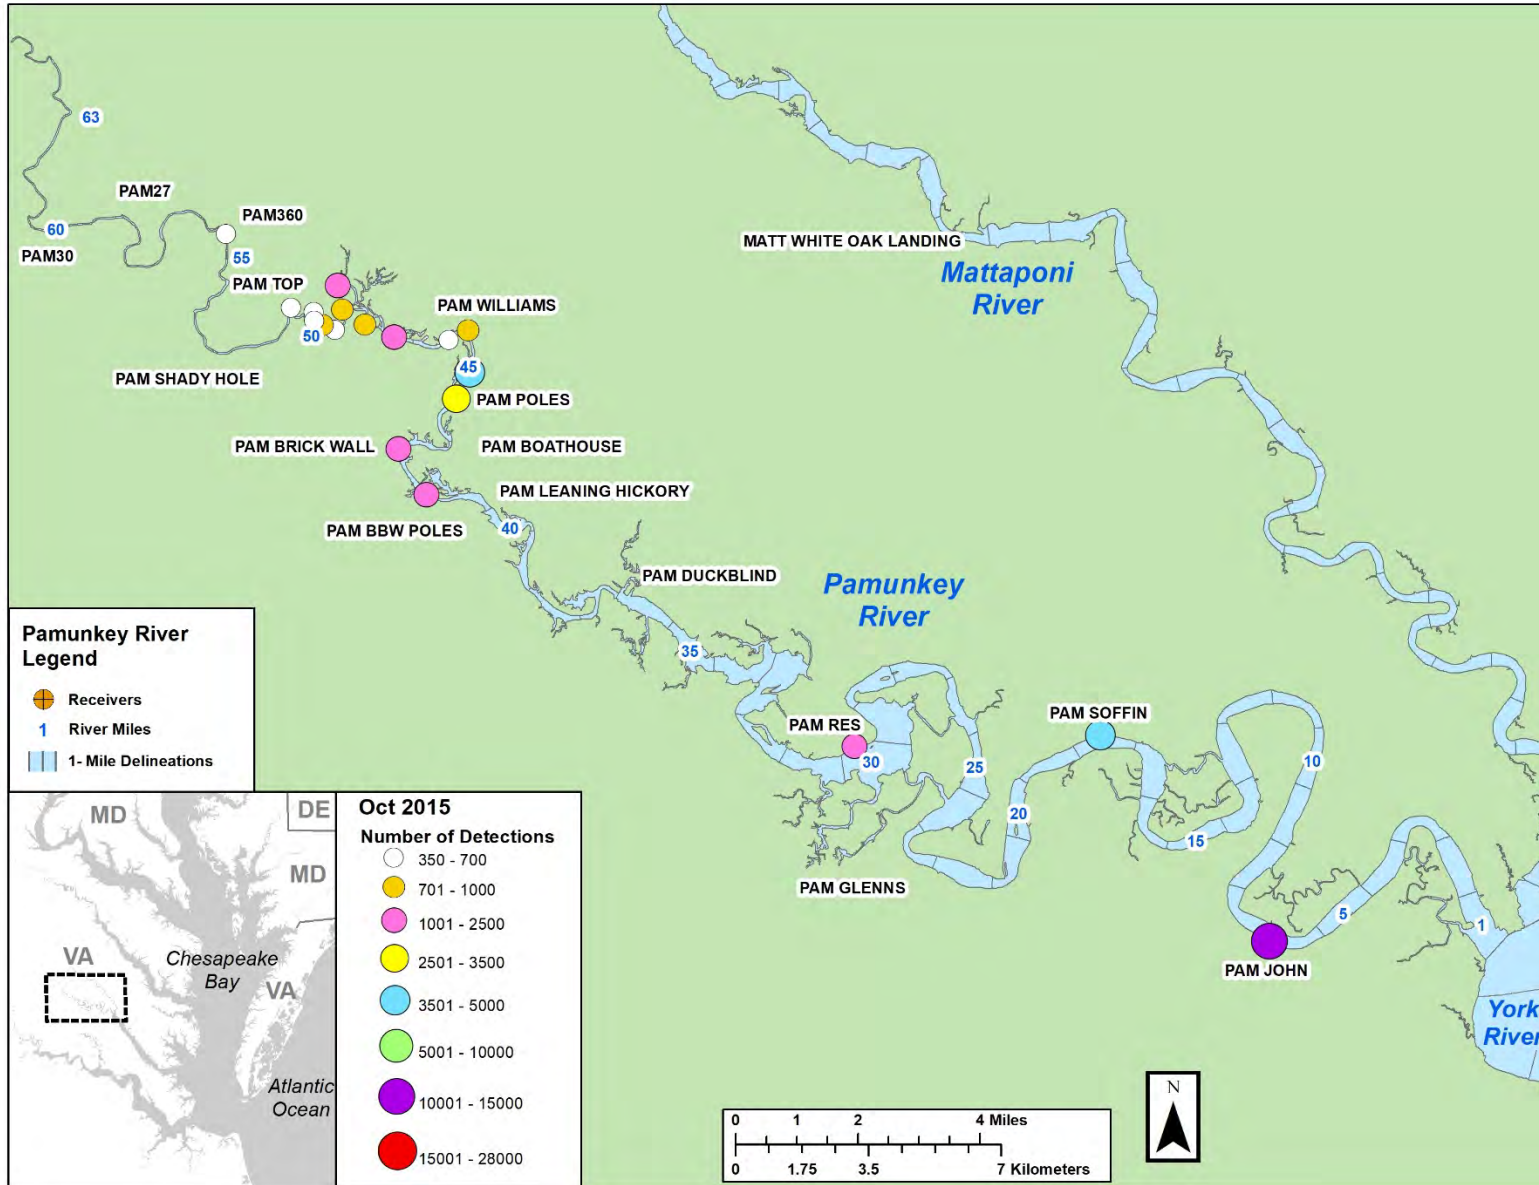 63
PAM27
PAM360
60
PAM30
55
PAM TOP
PAM WILLIAMS
50
PAM SHADY HOLE
45
PAM POLES
PAM BRICK WALL
PAM BOATHOUSE
PAM LEANING HICKORY
PAM BBW POLES
40
PAM DUCKBLIND
MATT WHITE OAK LANDING
Mattaponi
River
Pamunkey
River
35
PAM RES
30
PAM SOFFIN
25
20
15
10
PAM GLENNS
5
1
PAM JOHN
York
River
Pamunkey River
Legend
Receivers
1 River Miles
1- Mile Delineations
MD
DE
MD
VA
Chesapeake
Bay
VA
Atlantic
Ocean
Oct 2015
Number of Detections
350 - 700
701 - 1000
1001 - 2500
2501 - 3500
3501 - 5000
5001 - 10000
10001 - 15000
15001 - 28000
0 1 2 4 Miles
0 1.75 3.5 7 Kilometers
N